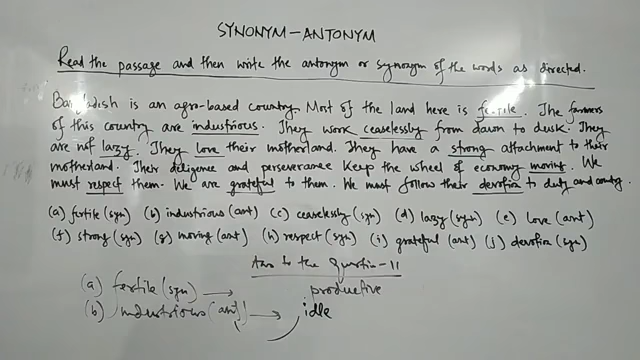 SYNONYM-ANTONYM
Read the passage and then write the antonym or synonym of the words as directed.
Bangladesh is an agro-based country. Most of the land here is fertile. The farmers
of this country are industrious. They work ceaselessly from dawn to dusk. They
are not lazy. They love their motherland. They have a strong attachment to their
motherland. Their diligence and perseverance keep the wheel of economy moving. We
must respect them. We are grateful to them. We must follow their devotion to duty and country.
(a) fertile (syn) (b) industrious (ant) (c) ceaselessly (syn) (d) lazy (syn) (e) love (ant)
(f) strong (syn) (g) moving (ant) (h) respect (syn) (i) grateful (ant) (j) devotion (syn)
Ans to the Question-11
(a) fertile (syn) → productive
(b) industrious (ant) → idle